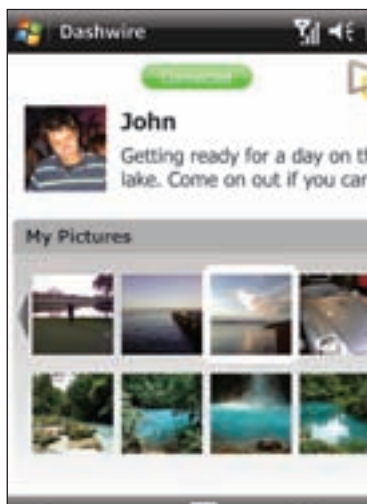 Dashwire
Connected
John
Getting ready for a day on th
lake. Come on out if you can
My Pictures